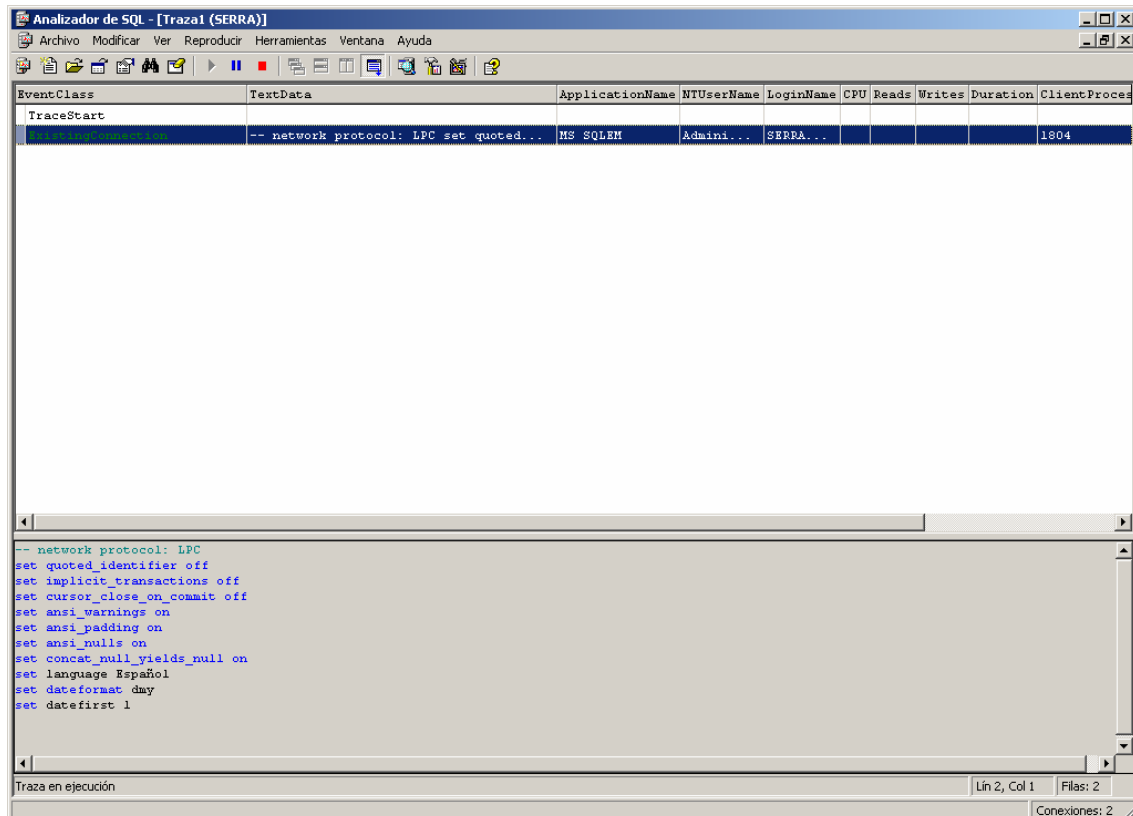 Analizador de SQL - [Traza1 (SERRA)]
Archivo Modificar Ver Reproducir Herramientas Ventana Ayuda
EventClass TextData ApplicationName NTUserName LoginName CPU Reads Writes Duration ClientProces
TraceStart
ExistingConnection -- network protocol: LPC set quoted... MS SQLEM Admini... SERRA... 1804
-- network protocol: LPC
set quoted_identifier off
set implicit_transactions off
set cursor_close_on_commit off
set ansi_warnings on
set ansi_padding on
set ansi_nulls on
set concat_null_yields_null on
set language Español
set dateformat dmy
set datefirst 1
Traza en ejecución Lín 2, Col 1 Filas: 2
Conexiones: 2